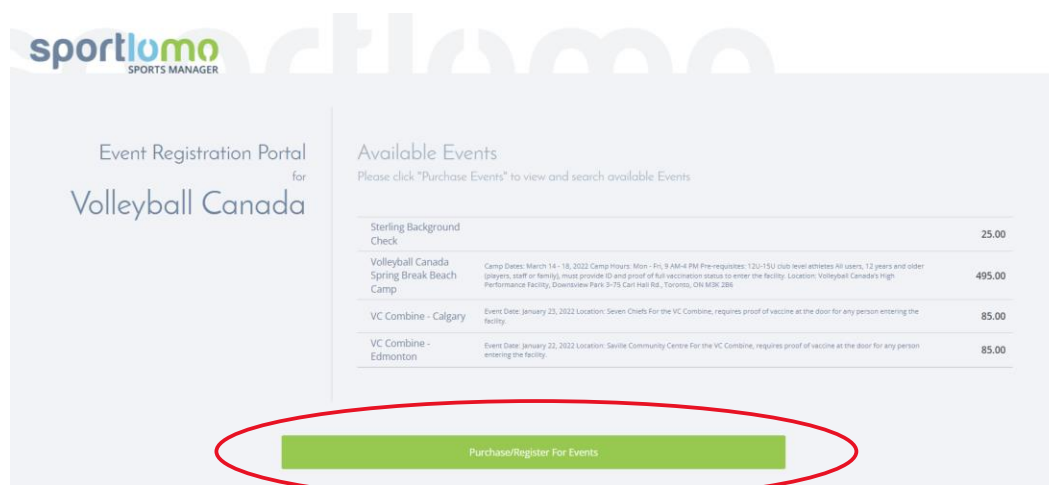 sportlomo
SPORTS MANAGER
Event Registration Portal
for
Volleyball Canada
Available Events
Please click "Purchase Events" to view and search available Events
Sterling Background
Check
25.00
Volleyball Canada
Spring Break Beach
Camp
Camp Dates: March 14 - 18, 2022 Camp Hours: Mon - Fri, 9 AM-4 PM Pre-requisites: 12U-15U club level athletes All users, 12 years and older
(players, staff or family), must provide ID and proof of full vaccination status to enter the facility. Location: Volleyball Canada's High
Performance Facility, Downsview Park 3-75 Carl Hall Rd., Toronto, ON M3K 2B6
495.00
VC Combine - Calgary
Event Date: January 23, 2022 Location: Seven Chiefs For the VC Combine, requires proof of vaccine at the door for any person entering the
facility.
85.00
VC Combine -
Edmonton
Event Date: January 22, 2022 Location: Saville Community Centre For the VC Combine, requires proof of vaccine at the door for any person
entering the facility.
85.00
Purchase/Register For Events